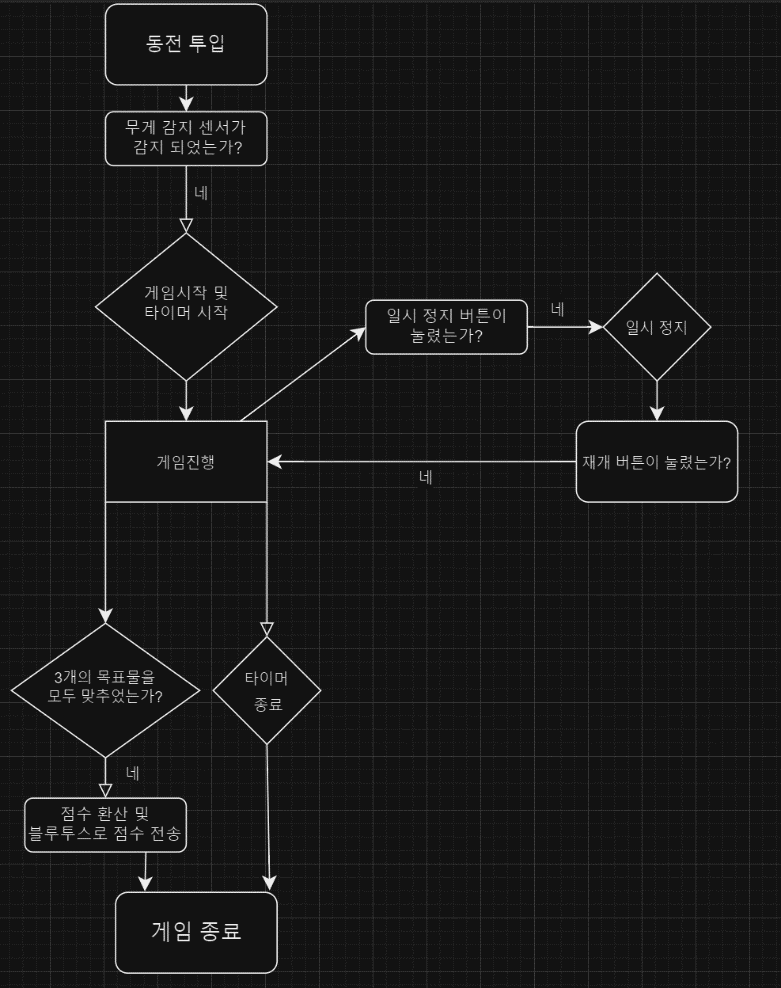 동전 투입
무게 감지 센서가
감지 되었는가?
네
게임시작 및
타이머 시작
일시 정지 버튼이
눌렸는가?
네
일시 정지
게임진행
재개 버튼이 눌렸는가?
네
3개의 목표물을
모두 맞추었는가?
타이머
종료
네
점수 환산 및
블루투스로 점수 전송
게임 종료